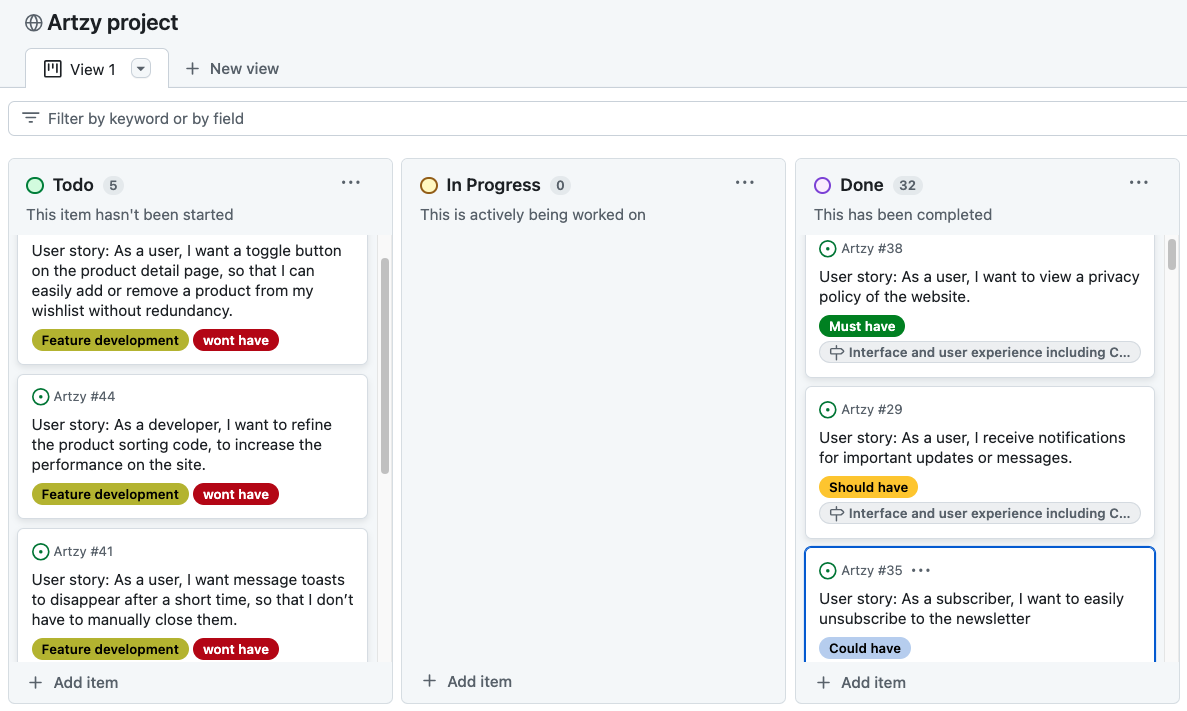 Artzy project
View 1
New view
Filter by keyword or by field
Todo 5
This item hasn't been started
User story: As a user, I want a toggle button
on the product detail page, so that I can
easily add or remove a product from my
wishlist without redundancy.
Feature development wont have
Artzy #44
User story: As a developer, I want to refine
the product sorting code, to increase the
performance on the site.
Feature development wont have
Artzy #41
User story: As a user, I want message toasts
to disappear after a short time, so that I don’t
have to manually close them.
Feature development wont have
Add item
In Progress 0
This is actively being worked on
Add item
Done 32
This has been completed
Artzy #38
User story: As a user, I want to view a privacy
policy of the website.
Must have
Interface and user experience including C...
Artzy #29
User story: As a user, I receive notifications
for important updates or messages.
Should have
Interface and user experience including C...
Artzy #35
User story: As a subscriber, I want to easily
unsubscribe to the newsletter
Could have
Add item